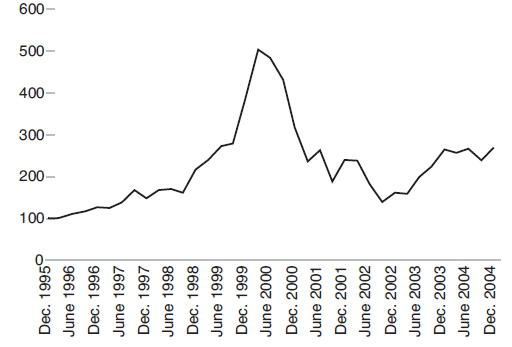 600
500
400
300
200
100
0
Dec. 1995
June 1996
Dec. 1996
June 1997
Dec. 1997
June 1998
Dec. 1998
June 1999
Dec. 1999
June 2000
Dec. 2000
June 2001
Dec. 2001
June 2002
Dec. 2002
June 2003
Dec. 2003
June 2004
Dec. 2004